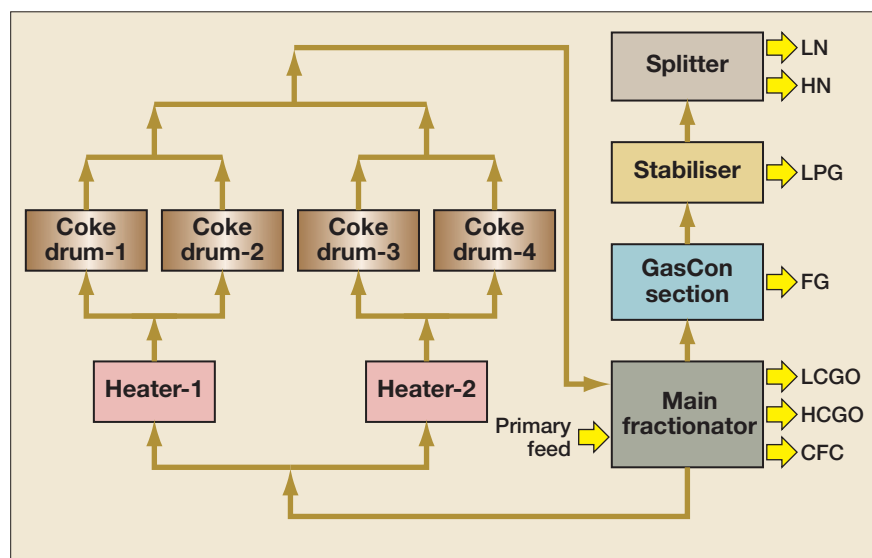 Splitter
LN
HN
Stabiliser
LPG
Coke
drum-1
Coke
drum-2
Coke
drum-3
Coke
drum-4
GasCon
section
FG
Heater-1
Heater-2
Main
fractionator
LCGO
HCGO
CFC
Primary
feed